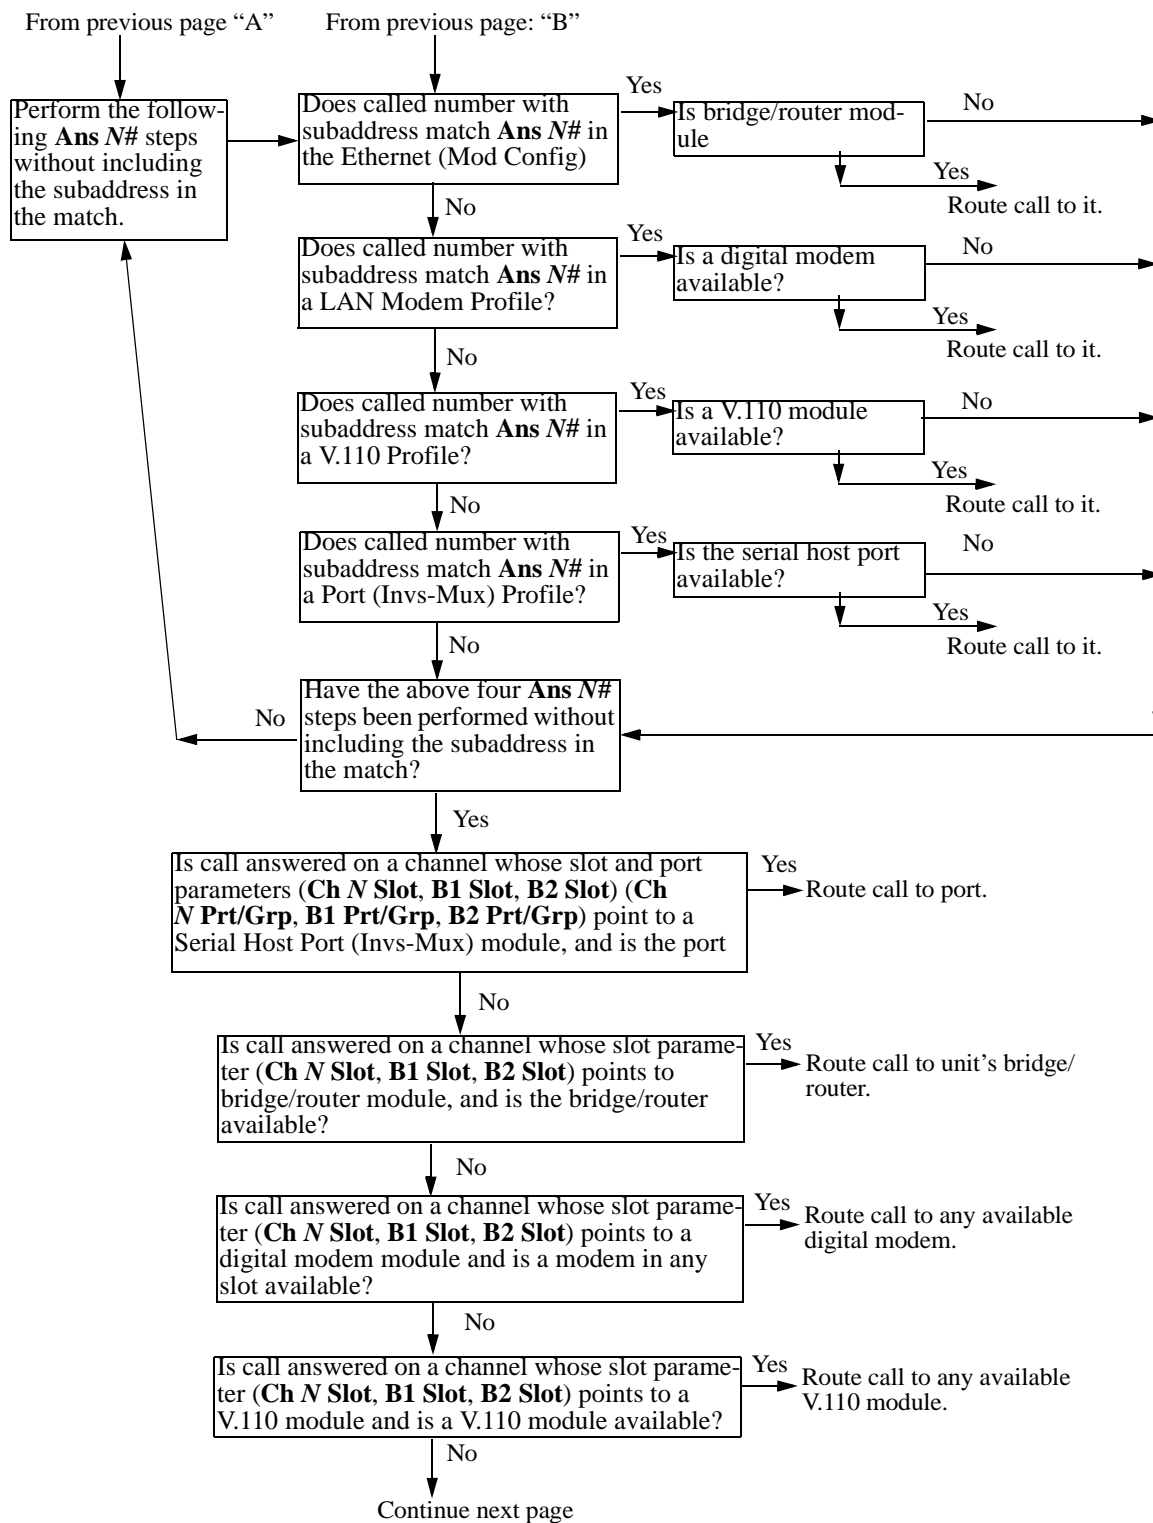 From previous page “A”
From previous page: “B”
Perform the follow-
ing Ans N# steps
without including
the subaddress in
the match.
Does called number with
subaddress match Ans N# in
the Ethernet (Mod Config)
Yes
Is bridge/router mod-
ule
No
Yes
Route call to it.
No
Does called number with
subaddress match Ans N# in
a LAN Modem Profile?
Yes
Is a digital modem
available?
No
Yes
Route call to it.
No
Does called number with
subaddress match Ans N# in
a V.110 Profile?
Yes
Is a V.110 module
available?
No
Yes
Route call to it.
No
Does called number with
subaddress match Ans N# in
a Port (Invs-Mux) Profile?
Yes
Is the serial host port
available?
No
Yes
Route call to it.
No
Have the above four Ans N#
steps been performed without
including the subaddress in
the match?
No
Yes
Is call answered on a channel whose slot and port
parameters (Ch N Slot, B1 Slot, B2 Slot) (Ch
N Prt/Grp, B1 Prt/Grp, B2 Prt/Grp) point to a
Serial Host Port (Invs-Mux) module, and is the port
Yes
Route call to port.
No
Is call answered on a channel whose slot parame-
ter (Ch N Slot, B1 Slot, B2 Slot) points to
bridge/router module, and is the bridge/router
available?
Yes
Route call to unit’s bridge/
router.
No
Is call answered on a channel whose slot parame-
ter (Ch N Slot, B1 Slot, B2 Slot) points to a
digital modem module and is a modem in any
slot available?
Yes
Route call to any available
digital modem.
No
Is call answered on a channel whose slot parame-
ter (Ch N Slot, B1 Slot, B2 Slot) points to a
V.110 module and is a V.110 module available?
Yes
Route call to any available
V.110 module.
No
Continue next page